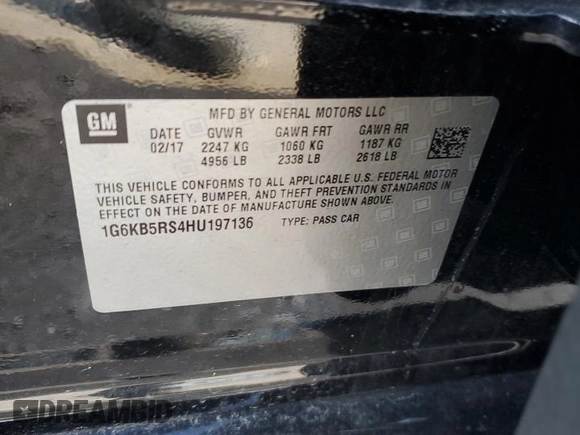 GM
MFD BY GENERAL MOTORS LLC
DATE GVWR GAWR FRT GAWR RR
02/17 2247 KG 1060 KG 1187 KG
4956 LB 2338 LB 2618 LB
THIS VEHICLE CONFORMS TO ALL APPLICABLE U.S. FEDERAL MOTOR
VEHICLE SAFETY, BUMPER, AND THEFT PREVENTION STANDARDS IN
EFFECT ON THE DATE OF MANUFACTURE SHOWN ABOVE.
1G6KB5RS4HU197136 TYPE: PASS CAR
DREAMBID